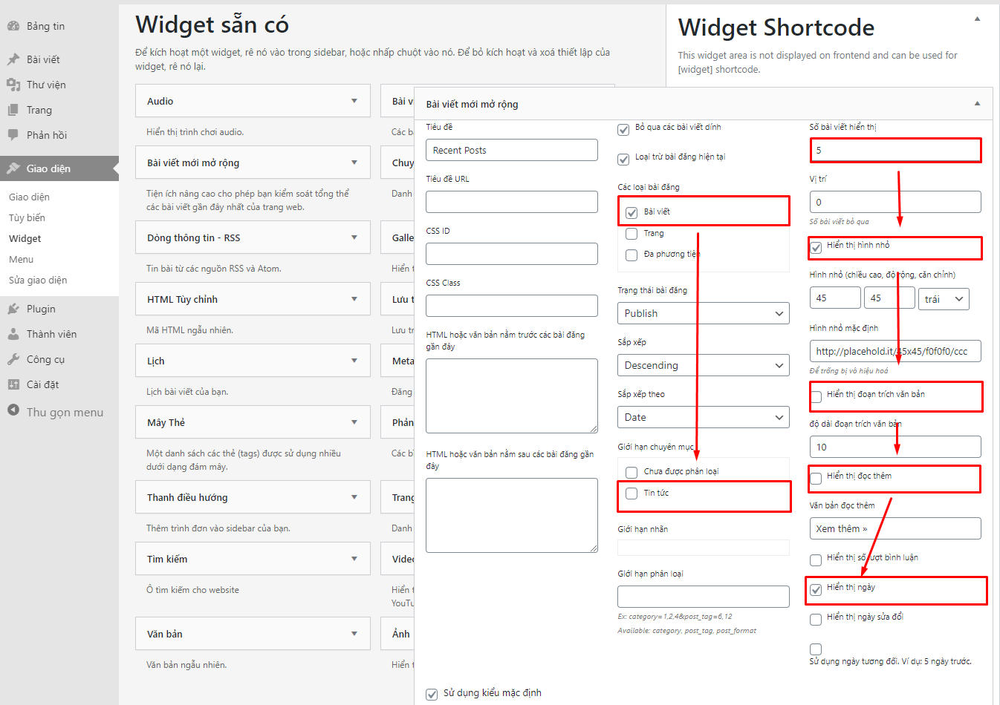 Bảng tin
Bài viết
Thư viện
Trang
Phản hồi
Giao diện
Giao diện
Tùy biến
Widget
Menu
Sửa giao diện
Plugin
Thành viên
Công cụ
Cài đặt
Thu gọn menu
Widget sẵn có
Để kích hoạt một widget, rê nó vào trong sidebar, hoặc nhấp chuột vào nó. Để bỏ kích hoạt và xoá thiết lập của
widget, rê nó lại.
Audio
Hiển thị trình chơi audio.
Bài viết mới mở rộng
Tiện ích nâng cao cho phép bạn kiểm soát tổng thể
các bài viết gần đây nhất của trang web.
Dòng thông tin - RSS
Tin bài từ các nguồn RSS và Atom.
HTML Tùy chỉnh
Mã HTML ngẫu nhiên.
Lịch
Lịch bài viết của bạn.
Mây Thẻ
Một danh sách các thẻ (tags) được sử dụng nhiều
dưới dạng đám mây.
Thanh điều hướng
Thêm trình đơn vào sidebar của bạn.
Tìm kiếm
Ô tìm kiếm cho website
Văn bản
Văn bản ngẫu nhiên.
Bài v
Các b
Chuy
Danh
Galle
Hiển t
Lưu t
Lưu tr
Meta
Đăng
Phản
Các b
Trang
Danh
Video
Hiển t
YouTu
Ảnh
Hiển t
Widget Shortcode
This widget area is not displayed on frontend and can be used for
[widget] shortcode.
Bài viết mới mở rộng
Tiêu đề
Recent Posts
Tiêu đề URL
CSS ID
CSS Class
HTML hoặc văn bản nằm trước các bài đăng
gần đây
HTML hoặc văn bản nằm sau các bài đăng gần
đây
Bỏ qua các bài viết dính
Loại trừ bài đăng hiện tại
Các loại bài đăng
Bài viết
Trang
Đa phương tiện
Trạng thái bài đăng
Publish
Sắp xếp
Descending
Sắp xếp theo
Date
Giới hạn chuyên mục
Chưa được phân loại
Tin tức
Giới hạn nhãn
Giới hạn phân loại
Ex: category=1,2,4&post_tag=6,12
Available: category, post_tag, post_format
Số bài viết hiển thị
5
Vị trí
0
Số bài viết bỏ qua
Hiển thị hình nhỏ
Hình nhỏ (chiều cao, độ rộng, căn chỉnh)
45 45 trái
Hình nhỏ mặc định
http://placehold.it/45x45/f0f0f0/ccc
Để trống bị vô hiệu hoá
Hiển thị đoạn trích văn bản
độ dài đoạn trích văn bản
10
Hiển thị đọc thêm
Văn bản đọc thêm
Xem thêm »
Hiển thị số lượt bình luận
Hiển thị ngày
Hiển thị ngày sửa đổi
Sử dụng ngày tương đối. Ví dụ: 5 ngày trước.
Sử dụng kiểu mặc định